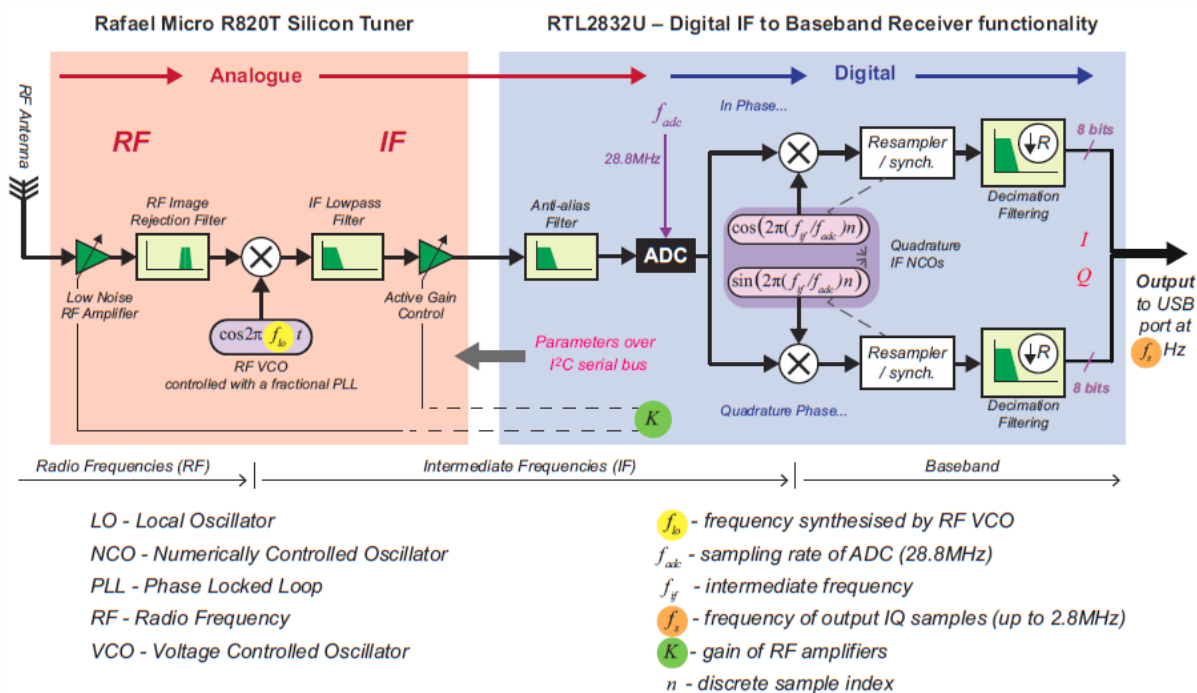 Rafael Micro R820T Silicon Tuner
RTL2832U – Digital IF to Baseband Receiver functionality
Analogue
Digital
RF Antenna
RF
IF
f_adc
28.8MHz
In Phase...
RF Image
Rejection Filter
IF Lowpass
Filter
Anti-alias
Filter
ADC
Resampler
/ synch.
R
Decimation
Filtering
8 bits
Low Noise
RF Amplifier
Active Gain
Control
cos2π f_lo t
RF VCO
controlled with a fractional PLL
Parameters over
I²C serial bus
cos(2π(f_if/f_adc)n)
sin(2π(f_if/f_adc)n)
Quadrature
IF NCOs
I
Q
Output
to USB
port at
f_s Hz
Resampler
/ synch.
R
Decimation
Filtering
8 bits
Quadrature Phase...
K
Radio Frequencies (RF)
Intermediate Frequencies (IF)
Baseband
LO - Local Oscillator
NCO - Numerically Controlled Oscillator
PLL - Phase Locked Loop
RF - Radio Frequency
VCO - Voltage Controlled Oscillator
f_lo - frequency synthesised by RF VCO
f_adc - sampling rate of ADC (28.8MHz)
f_if - intermediate frequency
f_s - frequency of output IQ samples (up to 2.8MHz)
K - gain of RF amplifiers
n - discrete sample index